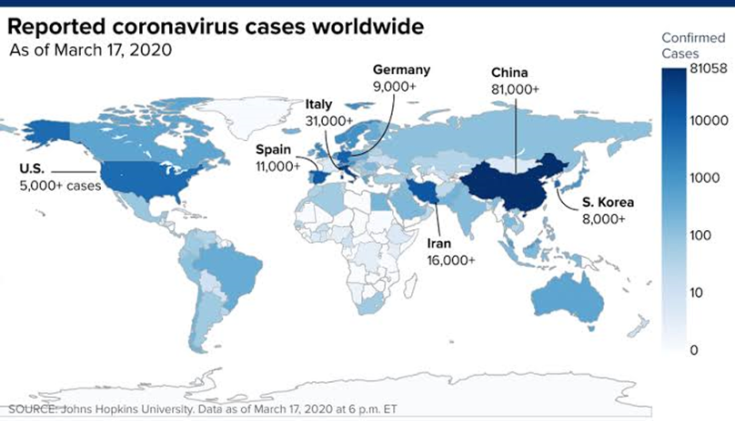 Reported coronavirus cases worldwide
As of March 17, 2020
Confirmed
Cases
81058
10000
1000
100
10
0
Germany
9,000+
China
81,000+
Italy
31,000+
Spain
11,000+
U.S.
5,000+ cases
S. Korea
8,000+
Iran
16,000+
SOURCE: Johns Hopkins University. Data as of March 17, 2020 at 6 p.m. ET